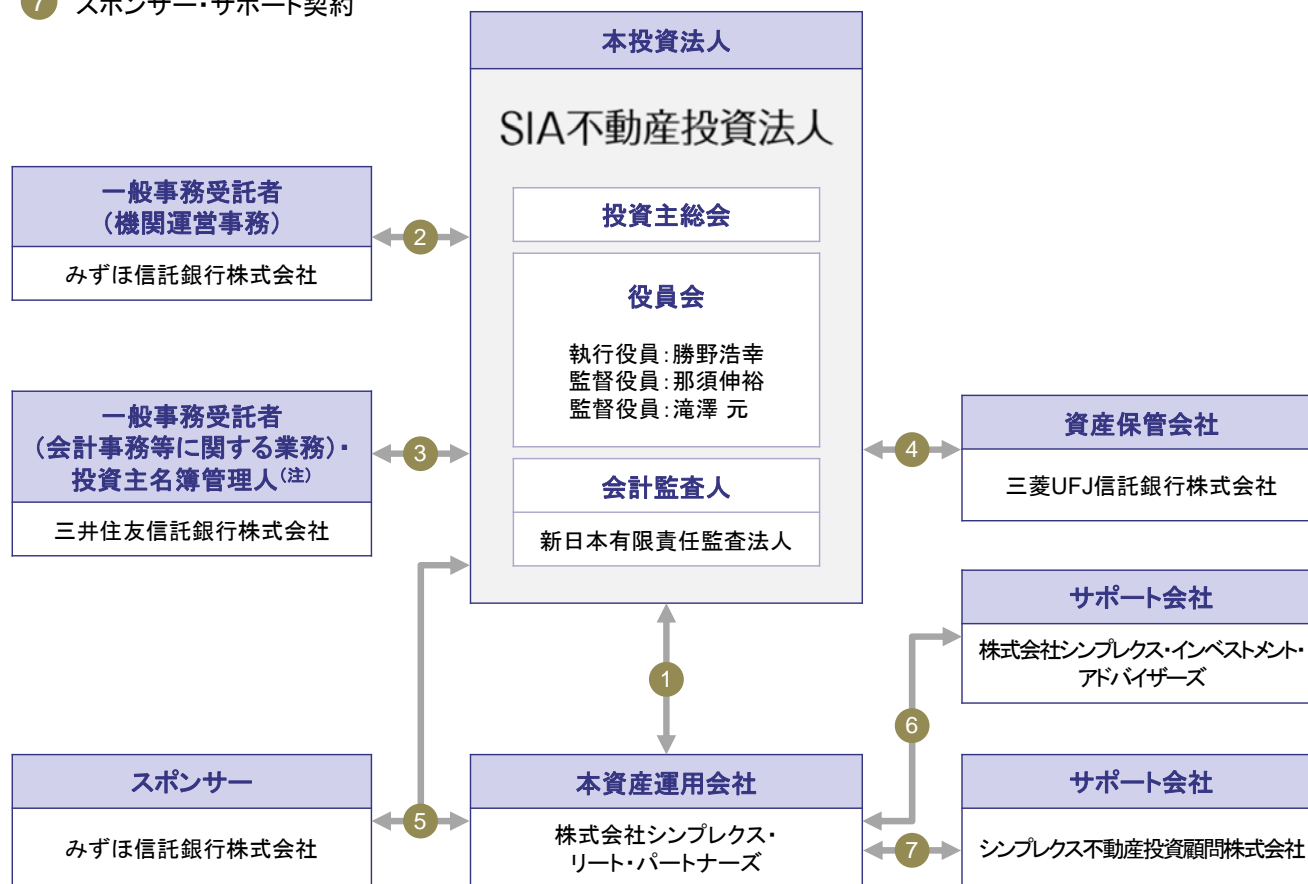 7 スポンサー・サポート契約
本投資法人
SIA不動産投資法人
投資主総会
役員会
執行役員：勝野浩幸
監督役員：那須伸裕
監督役員：滝澤 元
会計監査人
新日本有限責任監査法人
一般事務受託者
（機関運営事務）
みずほ信託銀行株式会社
2
一般事務受託者
（会計事務等に関する業務）・
投資主名簿管理人（注）
三井住友信託銀行株式会社
3
4
資産保管会社
三菱UFJ信託銀行株式会社
サポート会社
株式会社シンプレクス・インベストメント・
アドバイザーズ
1
6
スポンサー
みずほ信託銀行株式会社
5
本資産運用会社
株式会社シンプレクス・
リート・パートナーズ
7
サポート会社
シンプレクス不動産投資顧問株式会社